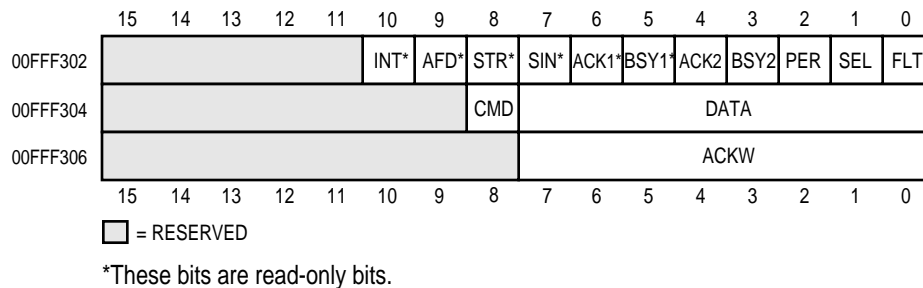 15 14 13 12 11 10 9 8 7 6 5 4 3 2 1 0
00FFF302 INT* AFD* STR* SIN* ACK1* BSY1* ACK2 BSY2 PER SEL FLT
00FFF304 CMD DATA
00FFF306 ACKW
15 14 13 12 11 10 9 8 7 6 5 4 3 2 1 0
= RESERVED
*These bits are read-only bits.